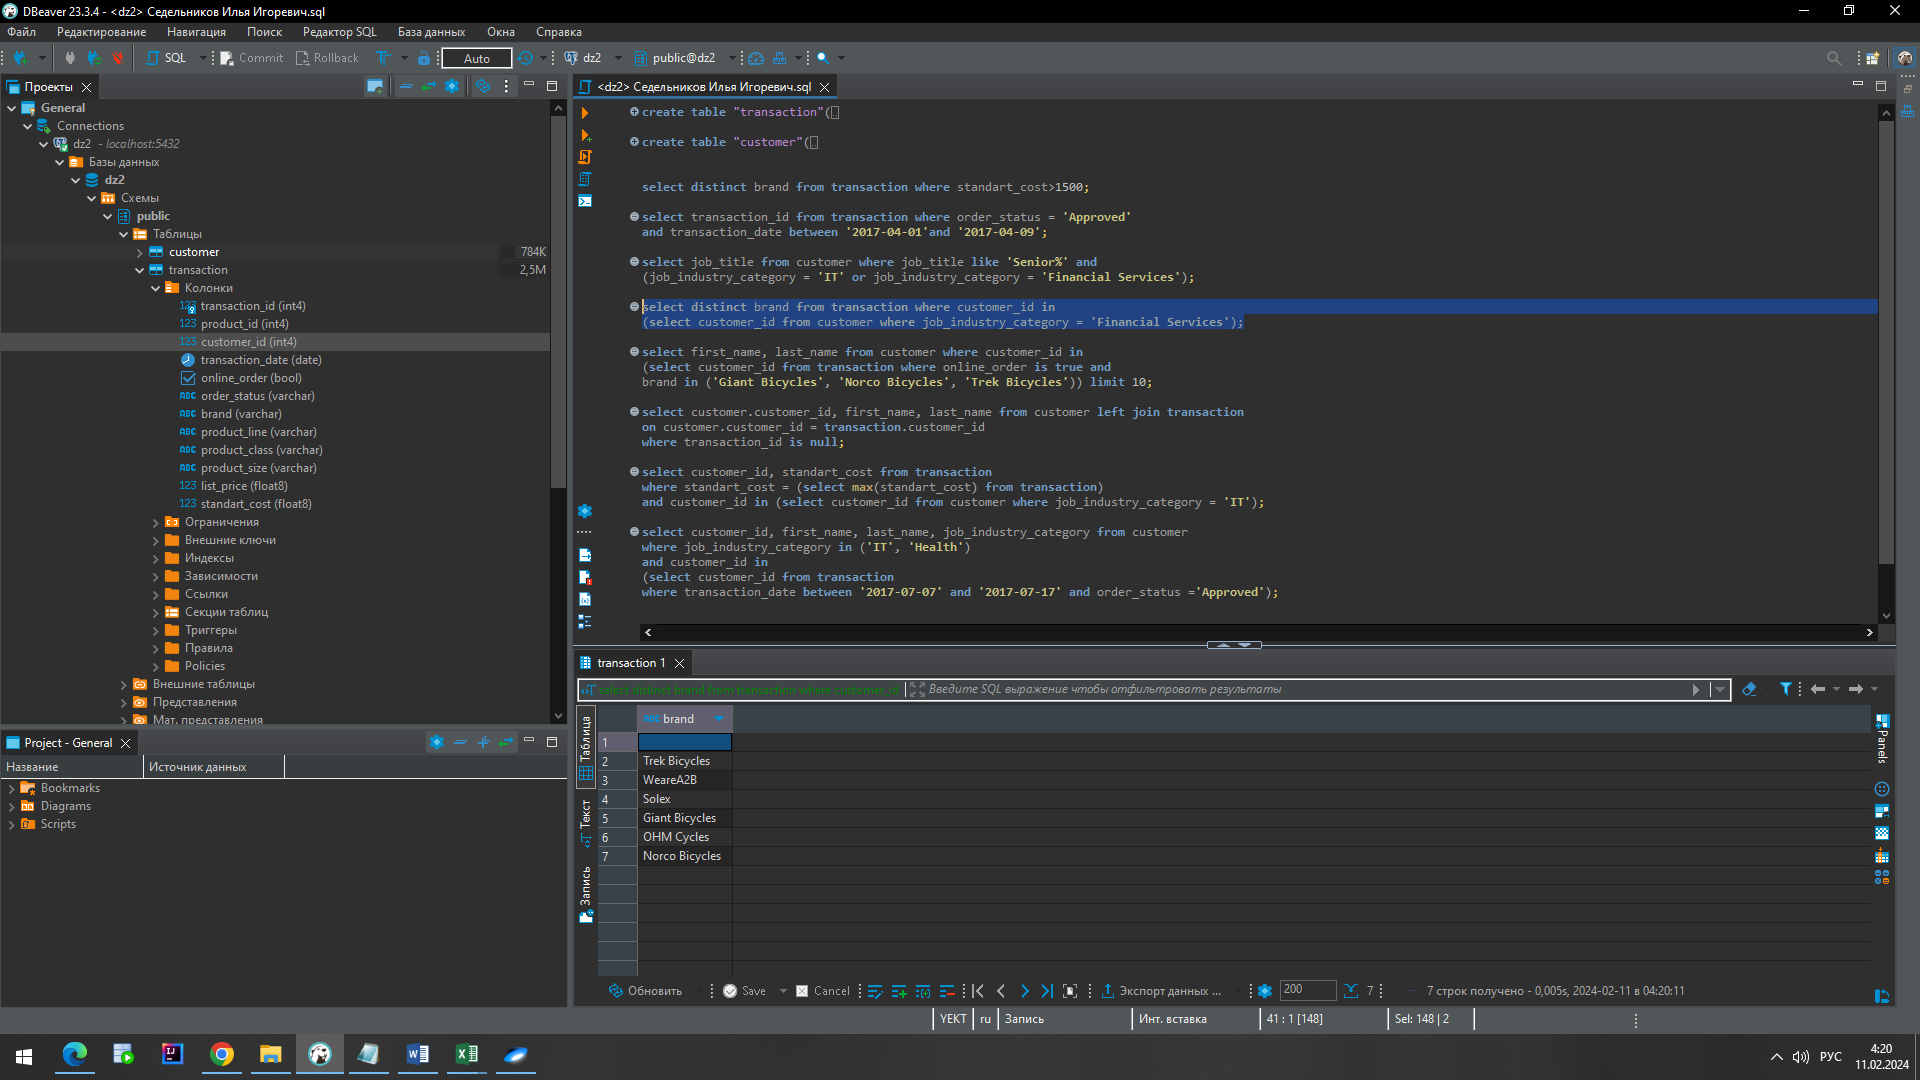 DBeaver 23.3.4 - <dz2> Седельников Илья Игоревич.sql
Файл Редактирование Навигация Поиск Редактор SQL База данных Окна Справка
SQL Commit Rollback Auto dz2 public@dz2
Проекты
General
Connections
dz2 - localhost:5432
Базы данных
dz2
Схемы
public
Таблицы
customer 784K
transaction 2,5M
Колонки
transaction_id (int4)
product_id (int4)
customer_id (int4)
transaction_date (date)
online_order (bool)
order_status (varchar)
brand (varchar)
product_line (varchar)
product_class (varchar)
product_size (varchar)
list_price (float8)
standart_cost (float8)
Ограничения
Внешние ключи
Индексы
Зависимости
Ссылки
Секции таблиц
Триггеры
Правила
Policies
Внешние таблицы
Представления
Мат. представления
Project - General
Название Источник данных
Bookmarks
Diagrams
Scripts
<dz2> Седельников Илья Игоревич.sql
create table "transaction"(
create table "customer"(
select distinct brand from transaction where standart_cost>1500;
select transaction_id from transaction where order_status = 'Approved'
and transaction_date between '2017-04-01'and '2017-04-09';
select job_title from customer where job_title like 'Senior%' and
(job_industry_category = 'IT' or job_industry_category = 'Financial Services');
select distinct brand from transaction where customer_id in
(select customer_id from customer where job_industry_category = 'Financial Services');
select first_name, last_name from customer where customer_id in
(select customer_id from transaction where online_order is true and
brand in ('Giant Bicycles', 'Norco Bicycles', 'Trek Bicycles')) limit 10;
select customer.customer_id, first_name, last_name from customer left join transaction
on customer.customer_id = transaction.customer_id
where transaction_id is null;
select customer_id, standart_cost from transaction
where standart_cost = (select max(standart_cost) from transaction)
and customer_id in (select customer_id from customer where job_industry_category = 'IT');
select customer_id, first_name, last_name, job_industry_category from customer
where job_industry_category in ('IT', 'Health')
and customer_id in
(select customer_id from transaction
where transaction_date between '2017-07-07' and '2017-07-17' and order_status ='Approved');
transaction 1
select distinct brand from transaction where customer_id Введите SQL выражение чтобы отфильтровать результаты
Таблица
Текст
Запись
brand
1
2 Trek Bicycles
3 WeareA2B
4 Solex
5 Giant Bicycles
6 OHM Cycles
7 Norco Bicycles
Panels
Обновить Save Cancel Экспорт данных ... 200 7 7 строк получено - 0,005s, 2024-02-11 в 04:20:11
YEKT ru Запись Инт. вставка 41 : 1 [148] Sel: 148 | 2
РУС 4:20
11.02.2024